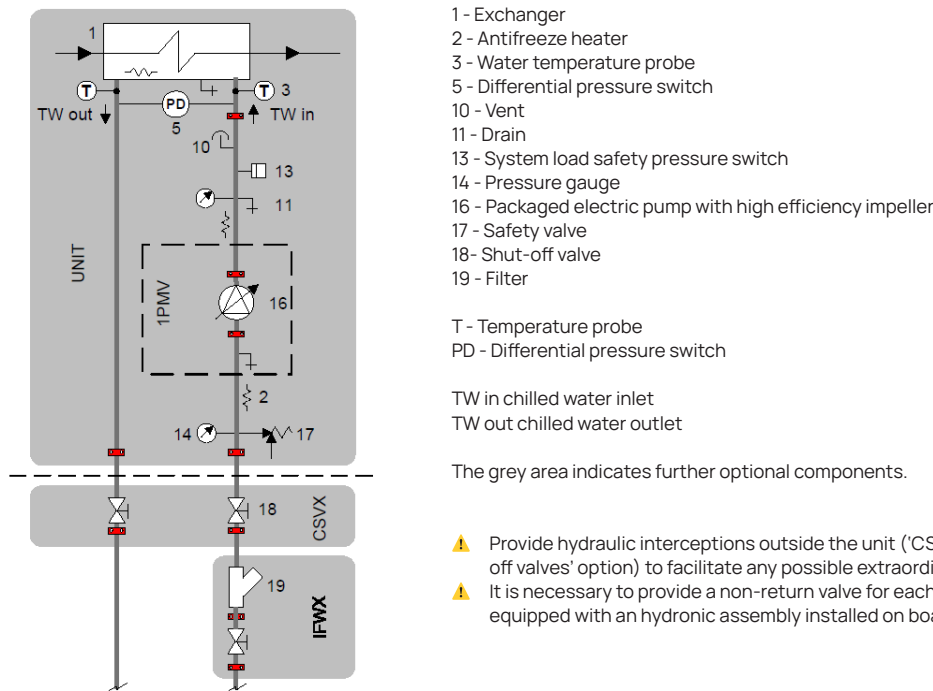 1
T
T
3
PD
TW out
TW in
5
10
13
11
UNIT
1PMV
16
2
14
17
18
CSVX
19
IFWX
1 - Exchanger
2 - Antifreeze heater
3 - Water temperature probe
5 - Differential pressure switch
10 - Vent
11 - Drain
13 - System load safety pressure switch
14 - Pressure gauge
16 - Packaged electric pump with high efficiency impeller
17 - Safety valve
18- Shut-off valve
19 - Filter
T - Temperature probe
PD - Differential pressure switch
TW in chilled water inlet
TW out chilled water outlet
The grey area indicates further optional components.
Provide hydraulic interceptions outside the unit ('CS
off valves' option) to facilitate any possible extraordi
It is necessary to provide a non-return valve for each
equipped with an hydronic assembly installed on boa